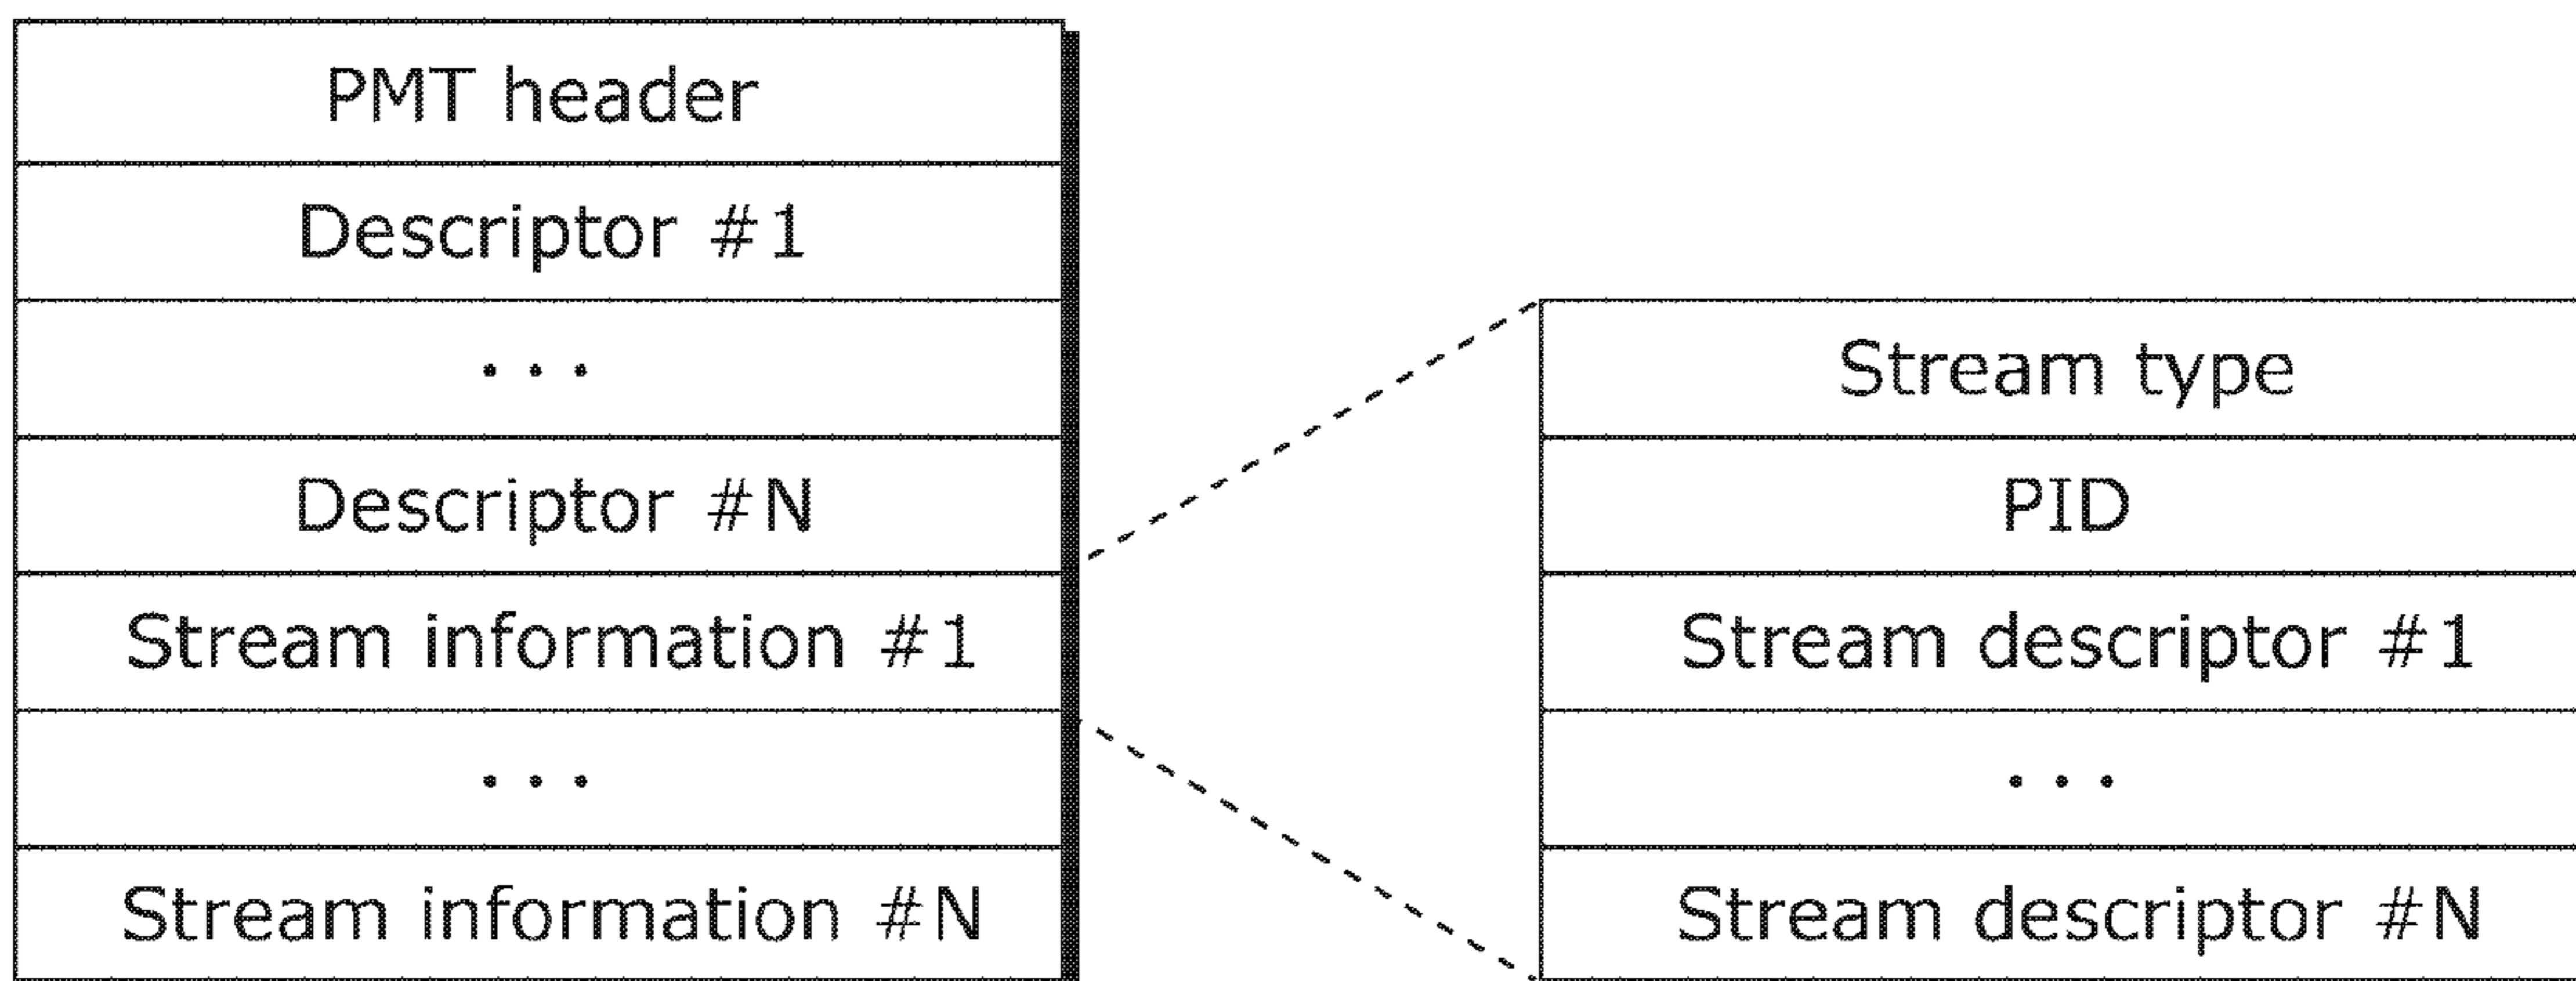 PMT header
Descriptor #1
...
Descriptor #N
Stream information #1
...
Stream information #N
Stream type
PID
Stream descriptor #1
...
Stream descriptor #N